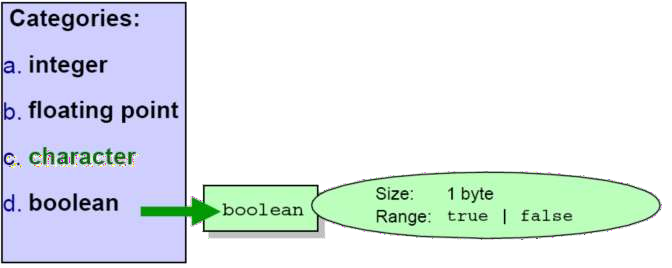 Categories:
a. integer
b. floating point
c. character
d. boolean
boolean
Size: 1 byte
Range: true | false